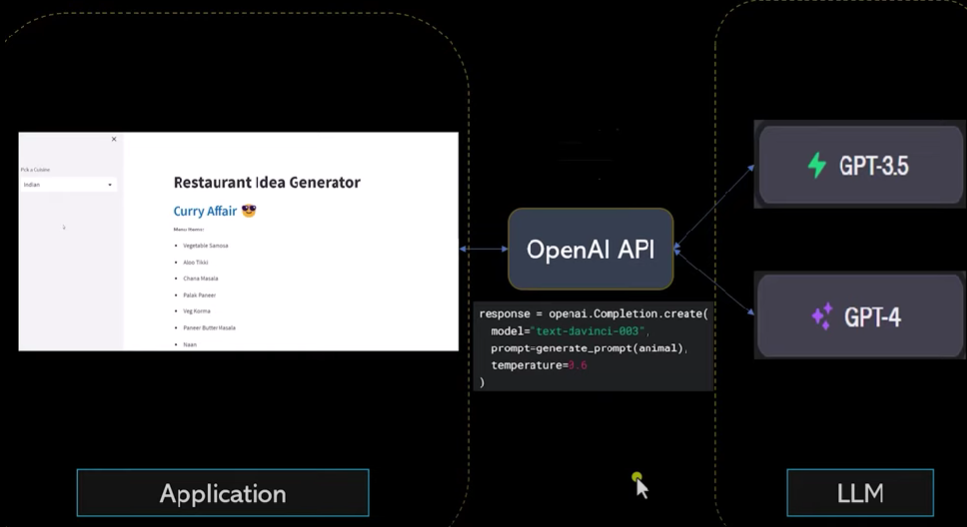 Pick a Cuisine
Indian
Restaurant Idea Generator
Curry Affair
Menu Items:
Vegetable Samosa
Aloo Tikki
Chana Masala
Palak Paneer
Veg Korma
Paneer Butter Masala
Naan
OpenAI API
response = openai.Completion.create(
model="text-davinci-003",
prompt=generate_prompt(animal),
temperature=0.6
)
GPT-3.5
GPT-4
Application
LLM